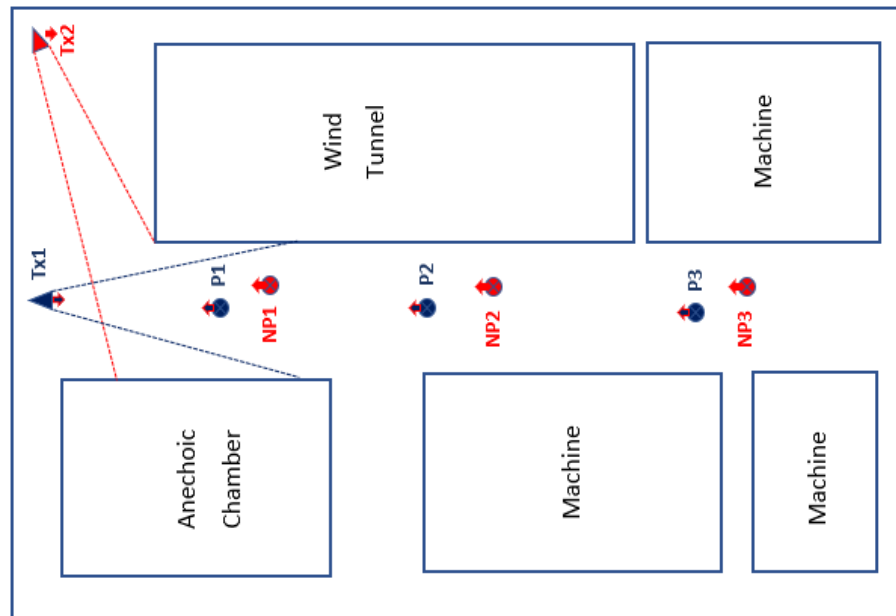 Tx2
Tx1
Wind
Tunnel
Machine
P1
NP1
P2
NP2
P3
NP3
Anechoic
Chamber
Machine
Machine